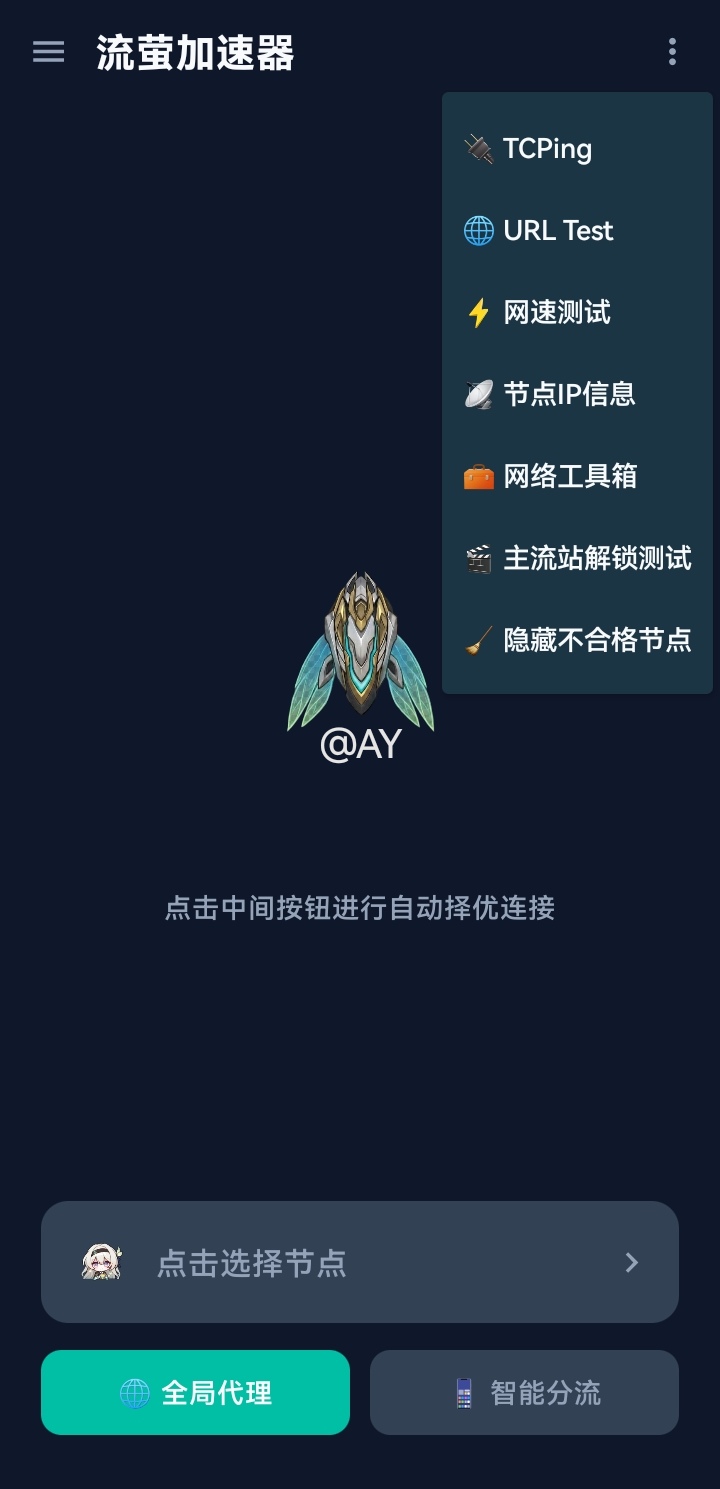 流萤加速器
TCPing
URL Test
网速测试
节点IP信息
网络工具箱
主流站解锁测试
隐藏不合格节点
@AY
点击中间按钮进行自动择优连接
点击选择节点
全局代理
智能分流